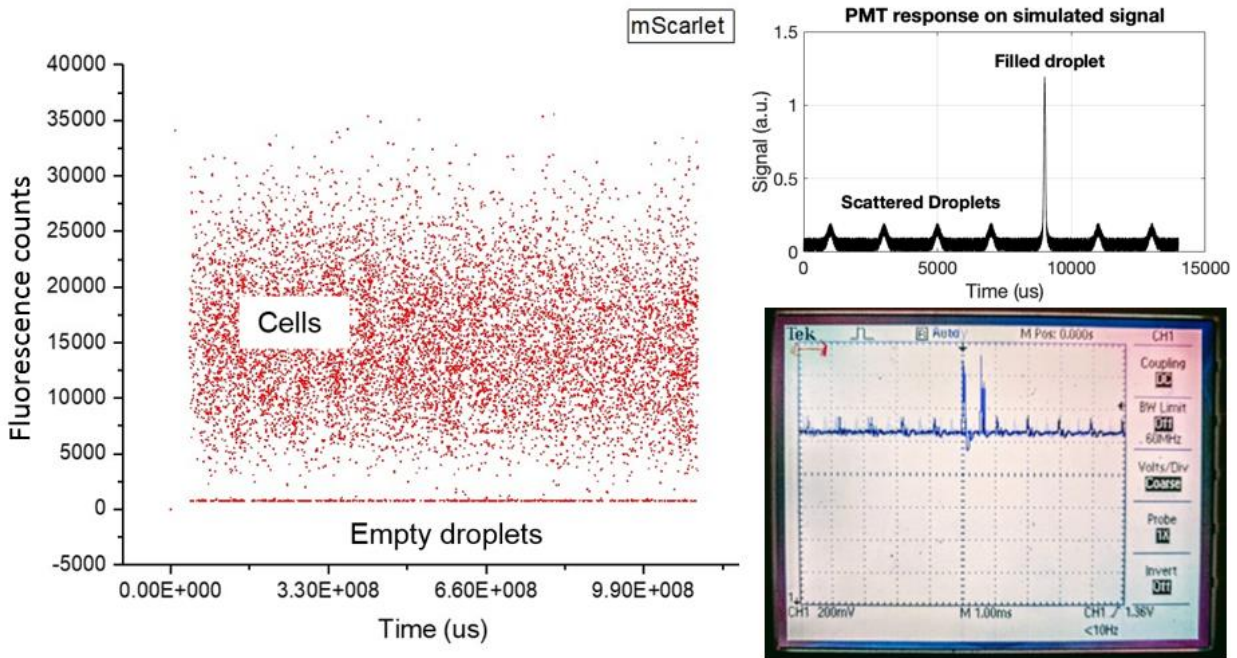 mScarlet
Fluorescence counts
40000
35000
30000
25000
20000
15000
10000
5000
0
-5000
Cells
Empty droplets
0.00E+000 3.30E+008 6.60E+008 9.90E+008
Time (us)
PMT response on simulated signal
Signal (a.u.)
1.5
1
0.5
0
Filled droplet
Scattered Droplets
0 5000 10000 15000
Time (us)
Tek Auto M Pos: 0.000s CH1
Coupling
DC
BW Limit
Off
60MHz
Volts/Div
Coarse
Probe
1X
Invert
Off
1
CH1 200mV M 1.00ms CH1 / 1.36V
<10Hz